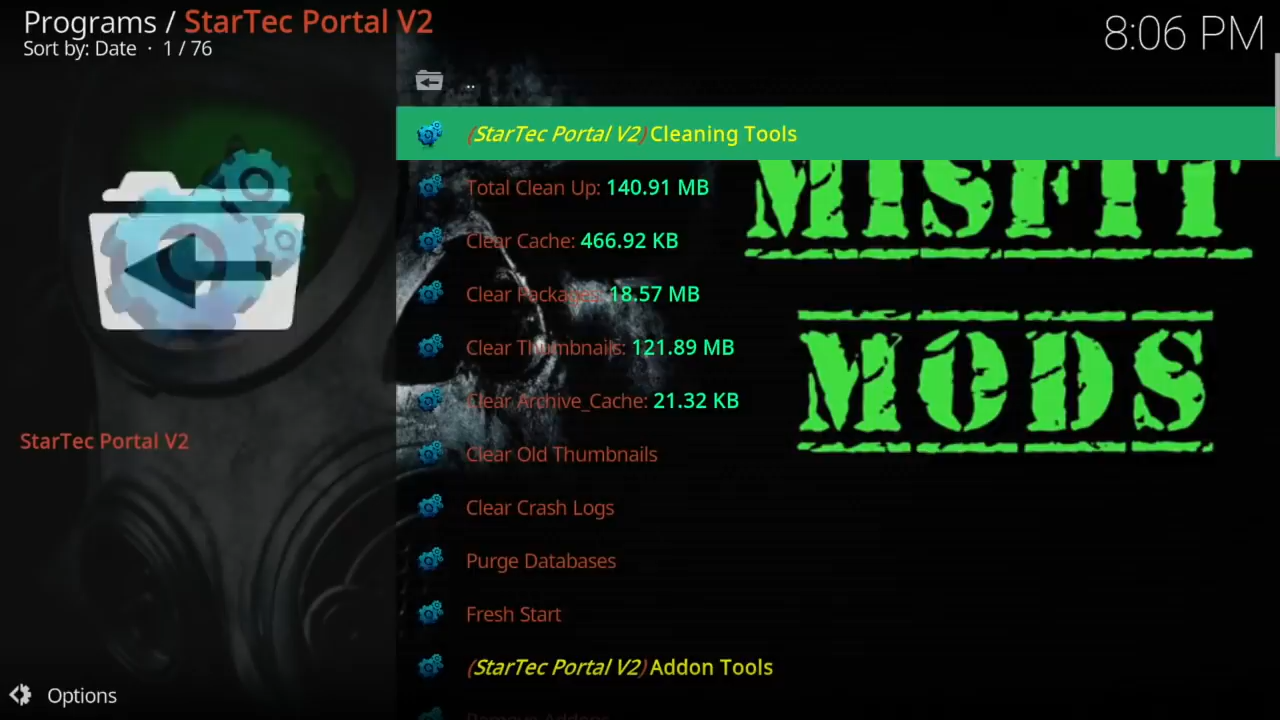 Programs / StarTec Portal V2
Sort by: Date · 1 / 76
8:06 PM
..
(StarTec Portal V2) Cleaning Tools
Total Clean Up: 140.91 MB
Clear Cache: 466.92 KB
Clear Packages: 18.57 MB
Clear Thumbnails: 121.89 MB
Clear Archive_Cache: 21.32 KB
Clear Old Thumbnails
Clear Crash Logs
Purge Databases
Fresh Start
(StarTec Portal V2) Addon Tools
Remove Addons
MISFIT
MODS
StarTec Portal V2
Options